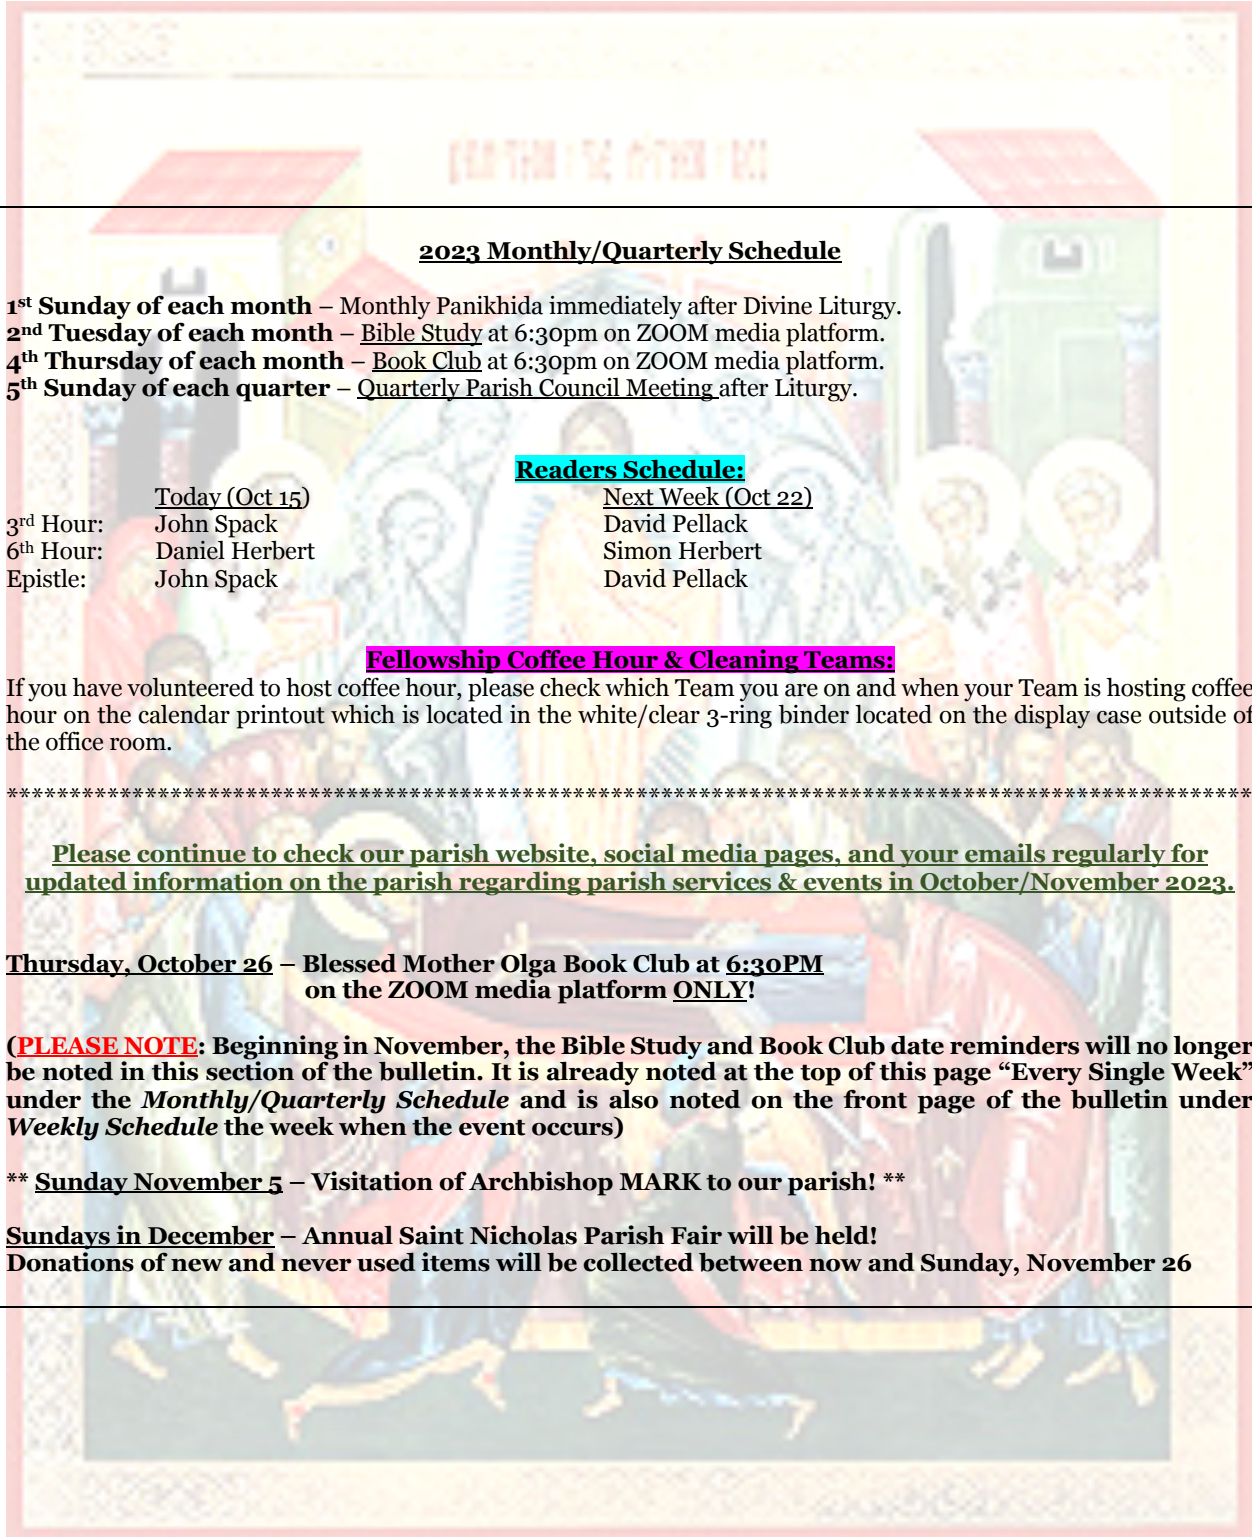 2023 Monthly/Quarterly Schedule
1st Sunday of each month – Monthly Panikhida immediately after Divine Liturgy.
2nd Tuesday of each month – Bible Study at 6:30pm on ZOOM media platform.
4th Thursday of each month – Book Club at 6:30pm on ZOOM media platform.
5th Sunday of each quarter – Quarterly Parish Council Meeting after Liturgy.
Readers Schedule:
Today (Oct 15) Next Week (Oct 22)
3rd Hour: John Spack David Pellack
6th Hour: Daniel Herbert Simon Herbert
Epistle: John Spack David Pellack
Fellowship Coffee Hour & Cleaning Teams:
If you have volunteered to host coffee hour, please check which Team you are on and when your Team is hosting coffee
hour on the calendar printout which is located in the white/clear 3-ring binder located on the display case outside of
the office room.
****************************************************************************************************
Please continue to check our parish website, social media pages, and your emails regularly for
updated information on the parish regarding parish services & events in October/November 2023.
Thursday, October 26 – Blessed Mother Olga Book Club at 6:30PM
on the ZOOM media platform ONLY!
(PLEASE NOTE: Beginning in November, the Bible Study and Book Club date reminders will no longer
be noted in this section of the bulletin. It is already noted at the top of this page “Every Single Week”
under the Monthly/Quarterly Schedule and is also noted on the front page of the bulletin under
Weekly Schedule the week when the event occurs)
** Sunday November 5 – Visitation of Archbishop MARK to our parish! **
Sundays in December – Annual Saint Nicholas Parish Fair will be held!
Donations of new and never used items will be collected between now and Sunday, November 26